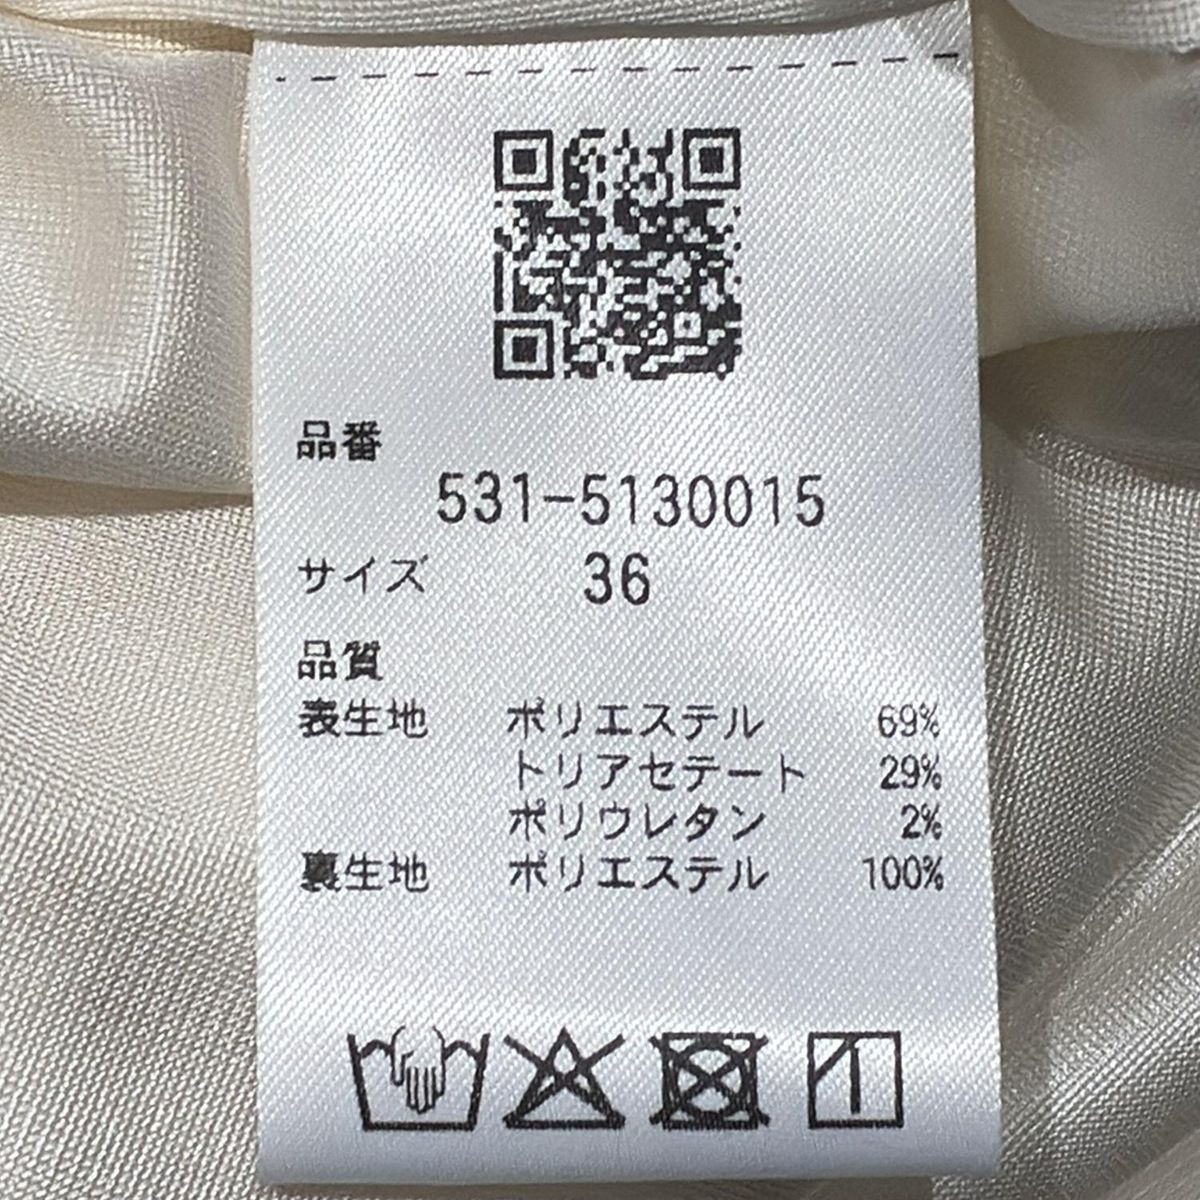 品番
531-5130015
サイズ 36
品質
表生地 ポリエステル 69%
トリアセテート 29%
ポリウレタン 2%
裏生地 ポリエステル 100%